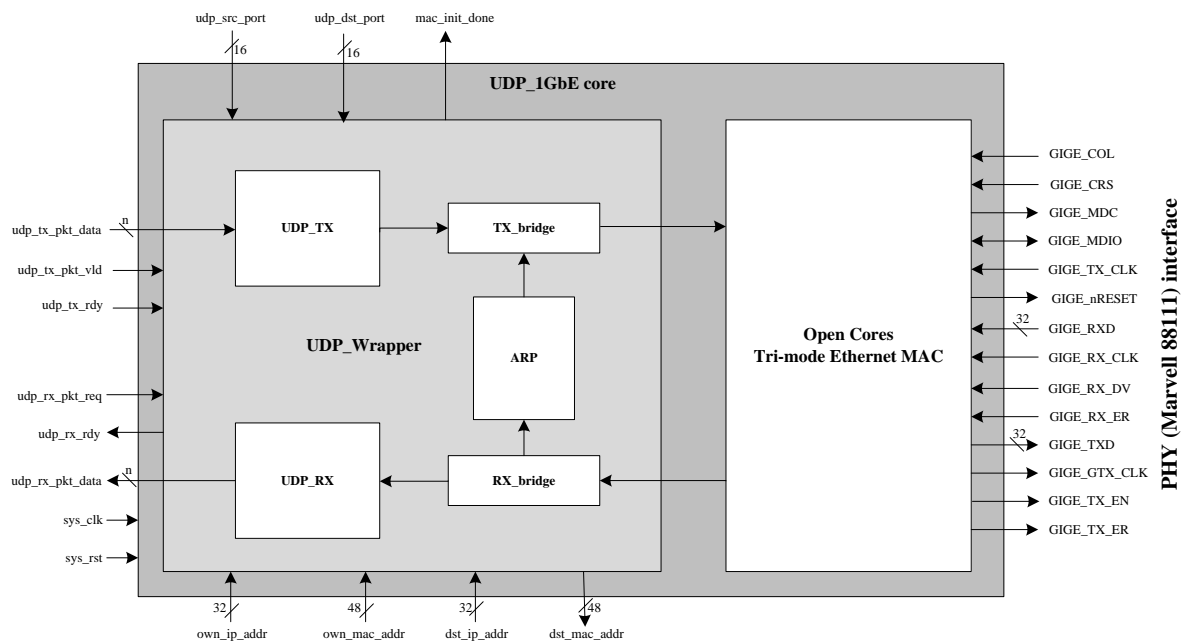 udp_src_port
udp_dst_port
mac_init_done
16
16
UDP_1GbE core
UDP_TX
TX_bridge
n
udp_tx_pkt_data
udp_tx_pkt_vld
udp_tx_rdy
UDP_Wrapper
ARP
Open Cores
Tri-mode Ethernet MAC
udp_rx_pkt_req
udp_rx_rdy
n
udp_rx_pkt_data
UDP_RX
RX_bridge
sys_clk
sys_rst
GIGE_COL
GIGE_CRS
GIGE_MDC
GIGE_MDIO
GIGE_TX_CLK
GIGE_nRESET
32
GIGE_RXD
GIGE_RX_CLK
GIGE_RX_DV
GIGE_RX_ER
32
GIGE_TXD
GIGE_GTX_CLK
GIGE_TX_EN
GIGE_TX_ER
PHY (Marvell 88111) interface
32
48
32
48
own_ip_addr
own_mac_addr
dst_ip_addr
dst_mac_addr